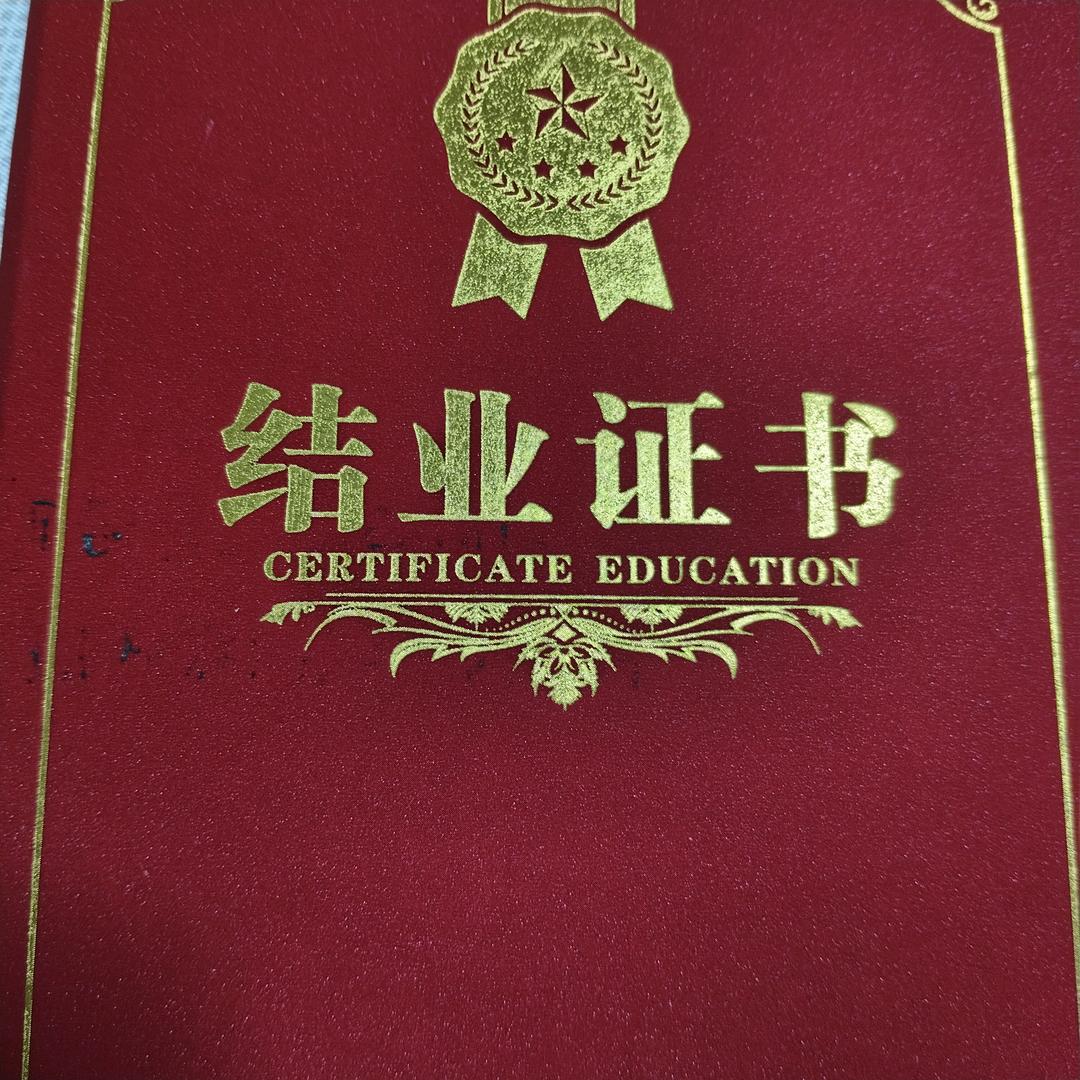 结业证书
CERTIFICATE EDUCATION